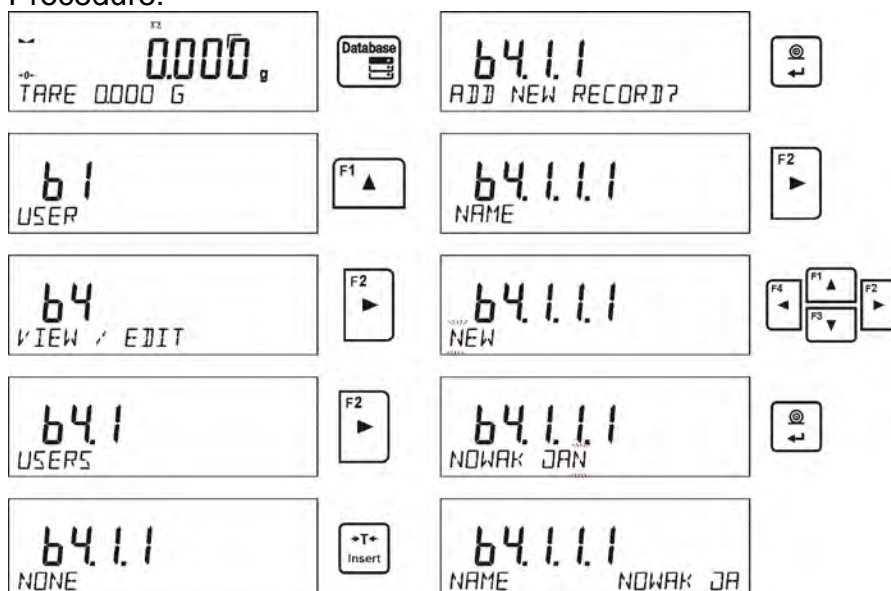 Procedure:
0.000 g
→0←
TARE 0.000 G
Database
b1
USER
F1
b4
VIEW / EDIT
F2
b4.1
USERS
F2
b4.1.1
NONE
→T←
Insert
b4.1.1
ADD NEW RECORD?
b4.1.1.1
NAME
F2
b4.1.1.1
NEW
F4
F1
F3
F2
b4.1.1.1
NOWAK JAN
b4.1.1.1
NAME NOWAK JA